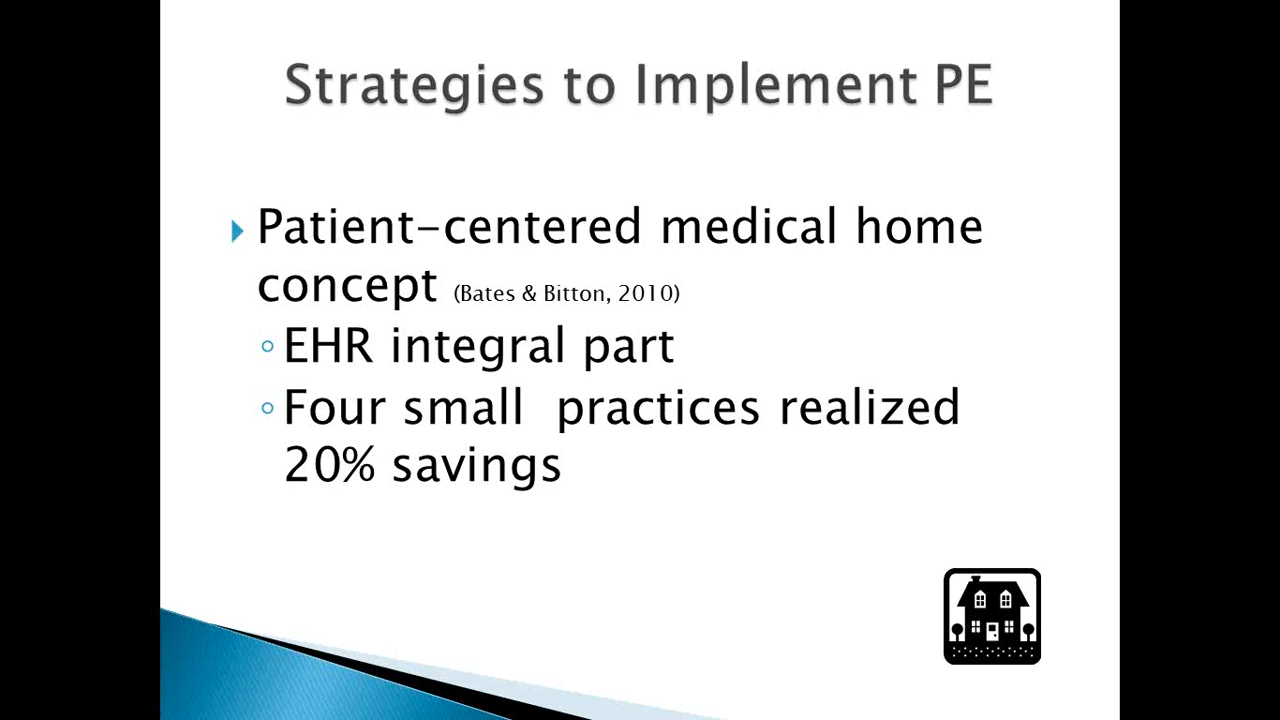 Strategies to Implement PE
Patient-centered medical home
concept (Bates & Bitton, 2010)
EHR integral part
Four small  practices realized
20% savings